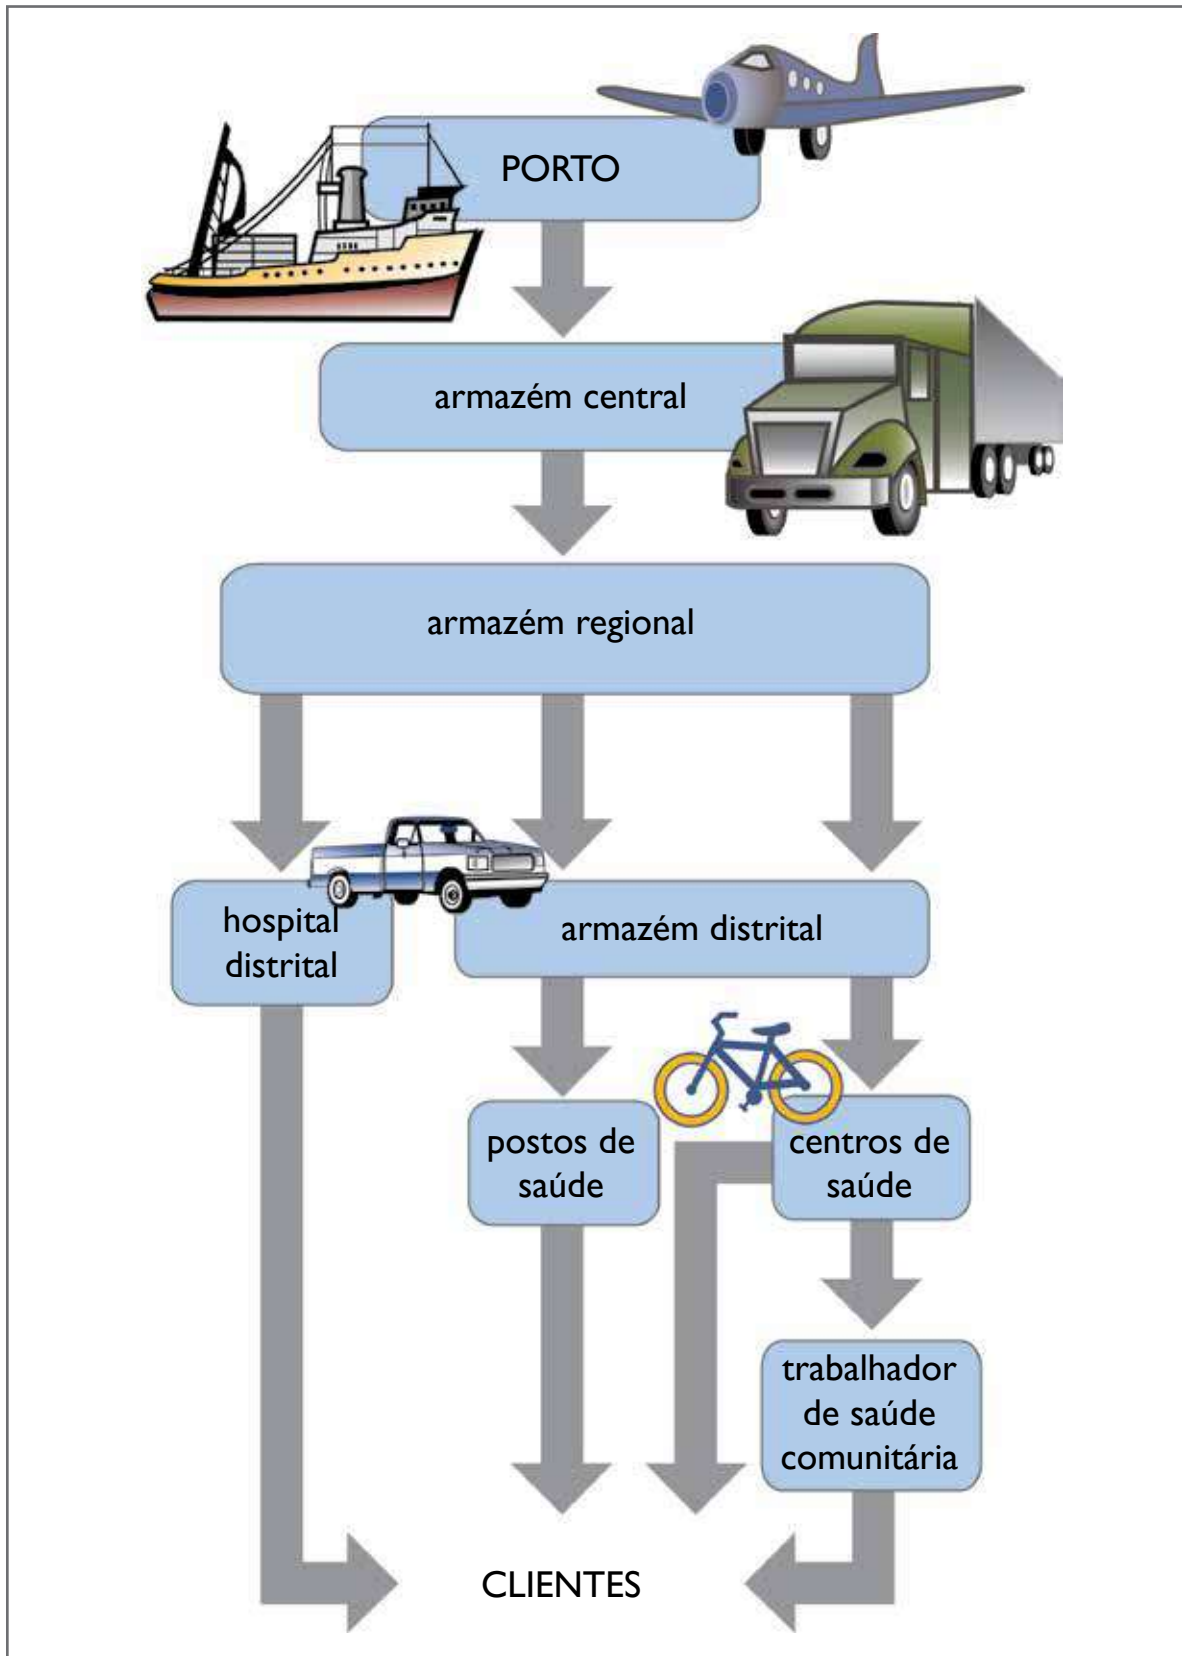 PORTO
armazém central
armazém regional
hospital
distrital
armazém distrital
postos de
saúde
centros de
saúde
trabalhador
de saúde
comunitária
CLIENTES